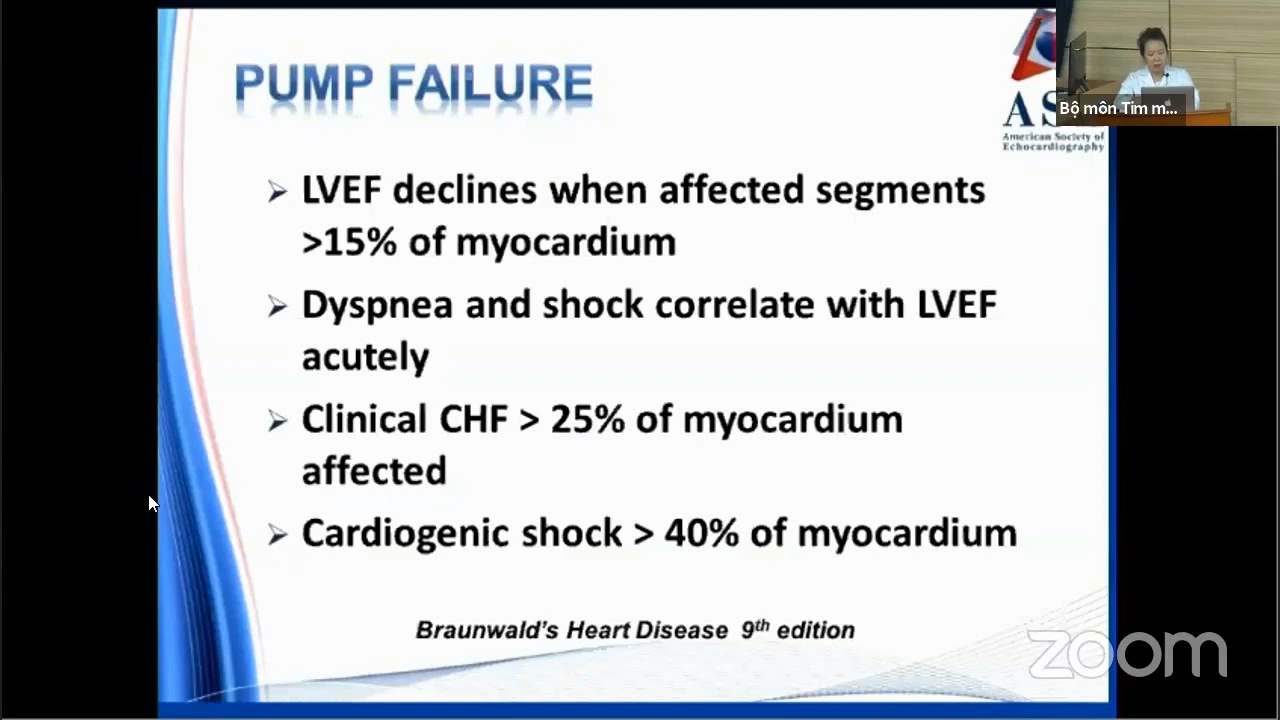 PUMP FAILURE
AS
American Society of
Echocardiography
Bộ môn Tim m...
LVEF declines when affected segments
>15% of myocardium
Dyspnea and shock correlate with LVEF
acutely
Clinical CHF > 25% of myocardium
affected
Cardiogenic shock > 40% of myocardium
Braunwald's Heart Disease 9th edition
zoom